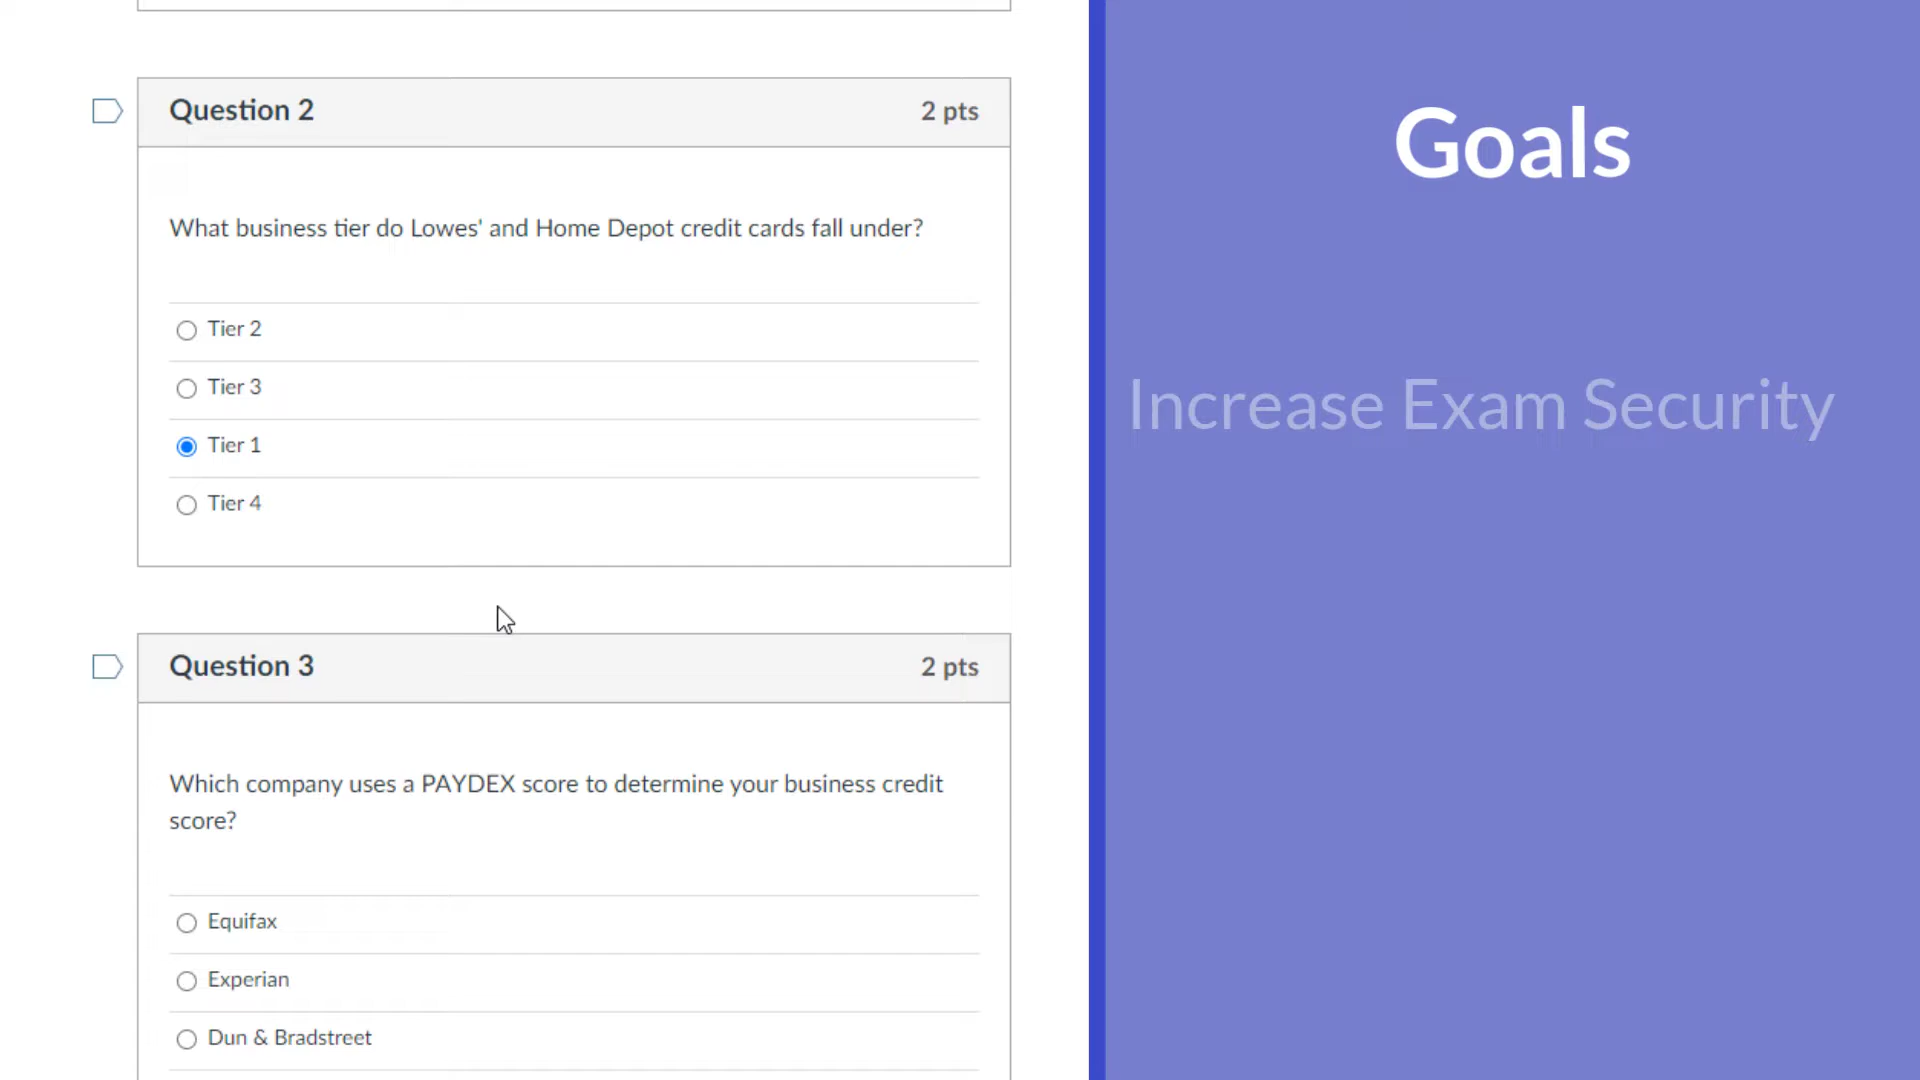 Question 2
2 pts
What business tier do Lowes' and Home Depot credit cards fall under?
Tier 2
Tier 3
Tier 1
Tier 4
Question 3
2 pts
Which company uses a PAYDEX score to determine your business credit
score?
Equifax
Experian
Dun & Bradstreet
Goals
Increase Exam Security